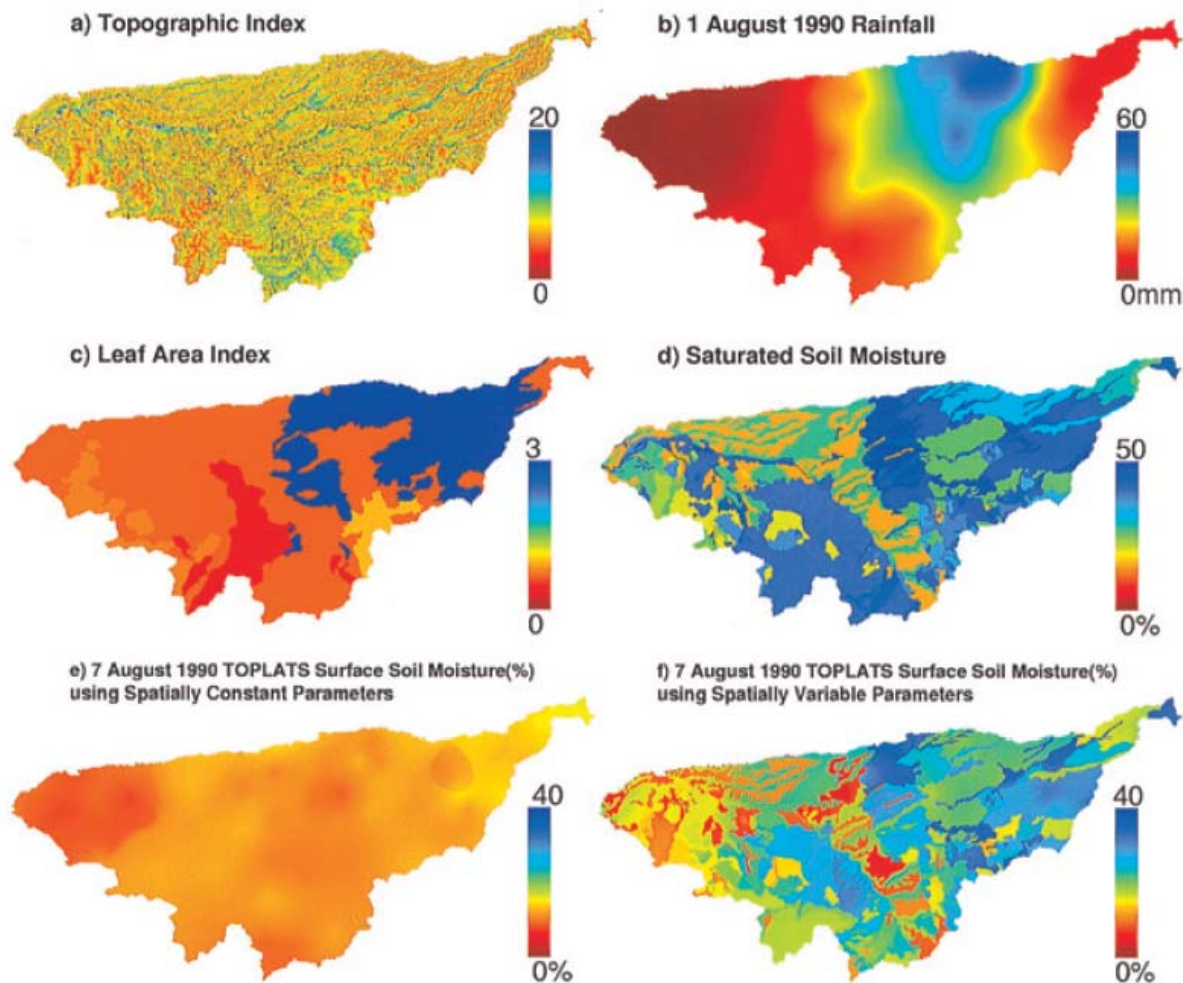 a) Topographic Index
20
0
b) 1 August 1990 Rainfall
60
0mm
c) Leaf Area Index
3
0
d) Saturated Soil Moisture
50
0%
e) 7 August 1990 TOPLATS Surface Soil Moisture(%)
using Spatially Constant Parameters
40
0%
f) 7 August 1990 TOPLATS Surface Soil Moisture(%)
using Spatially Variable Parameters
40
0%